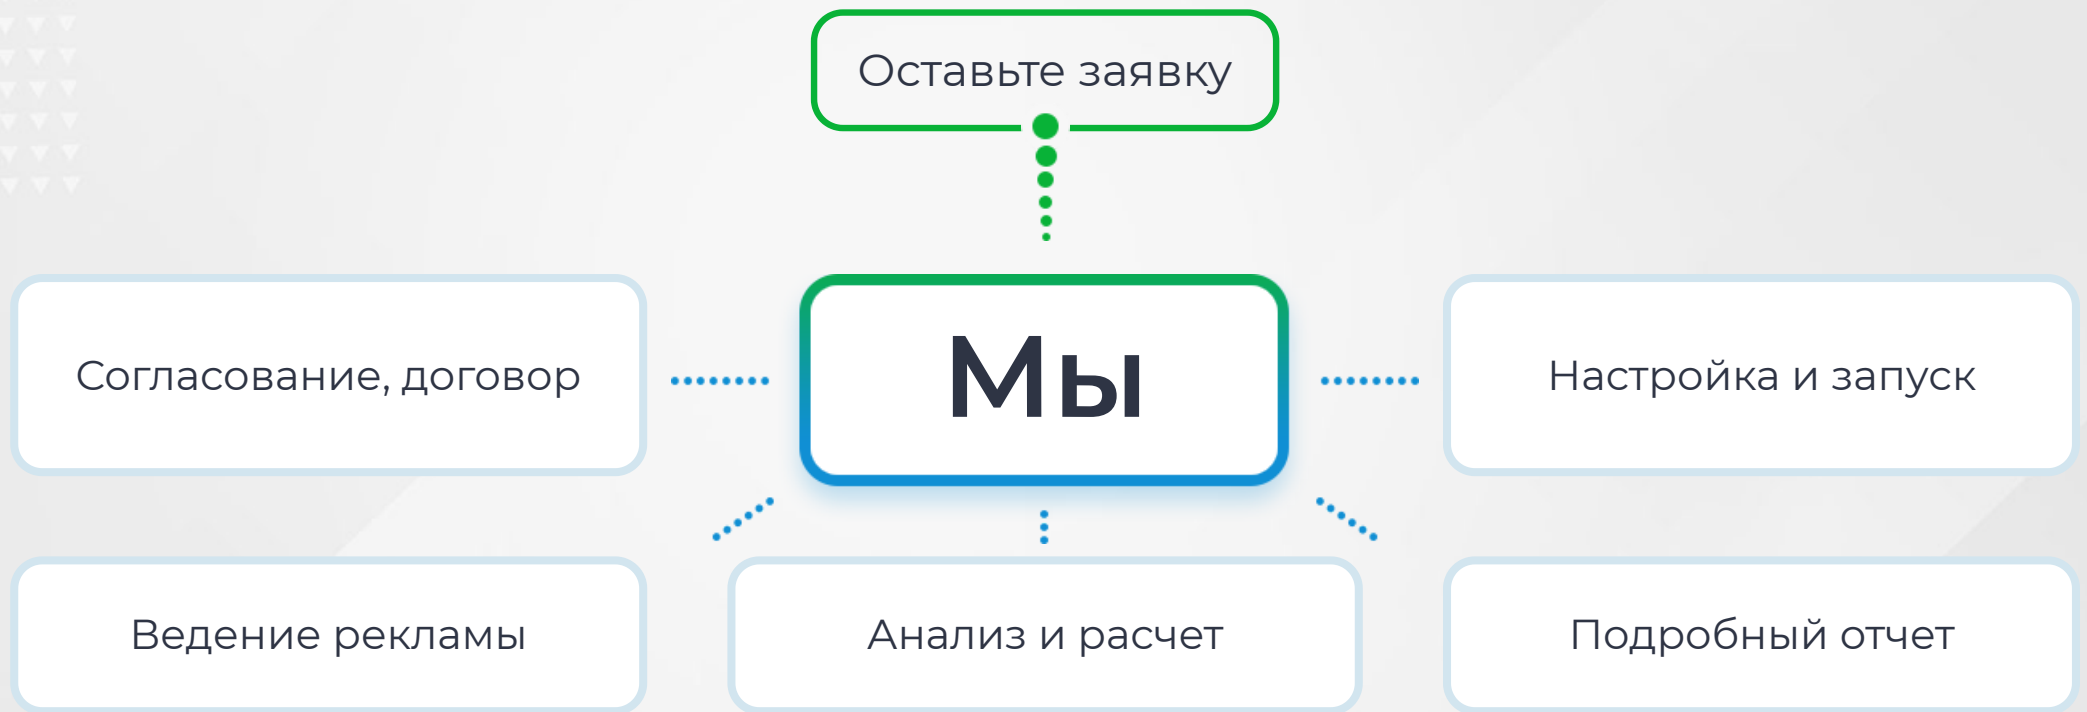 Оставьте заявку
Согласование, договор
Мы
Настройка и запуск
Ведение рекламы
Анализ и расчет
Подробный отчет